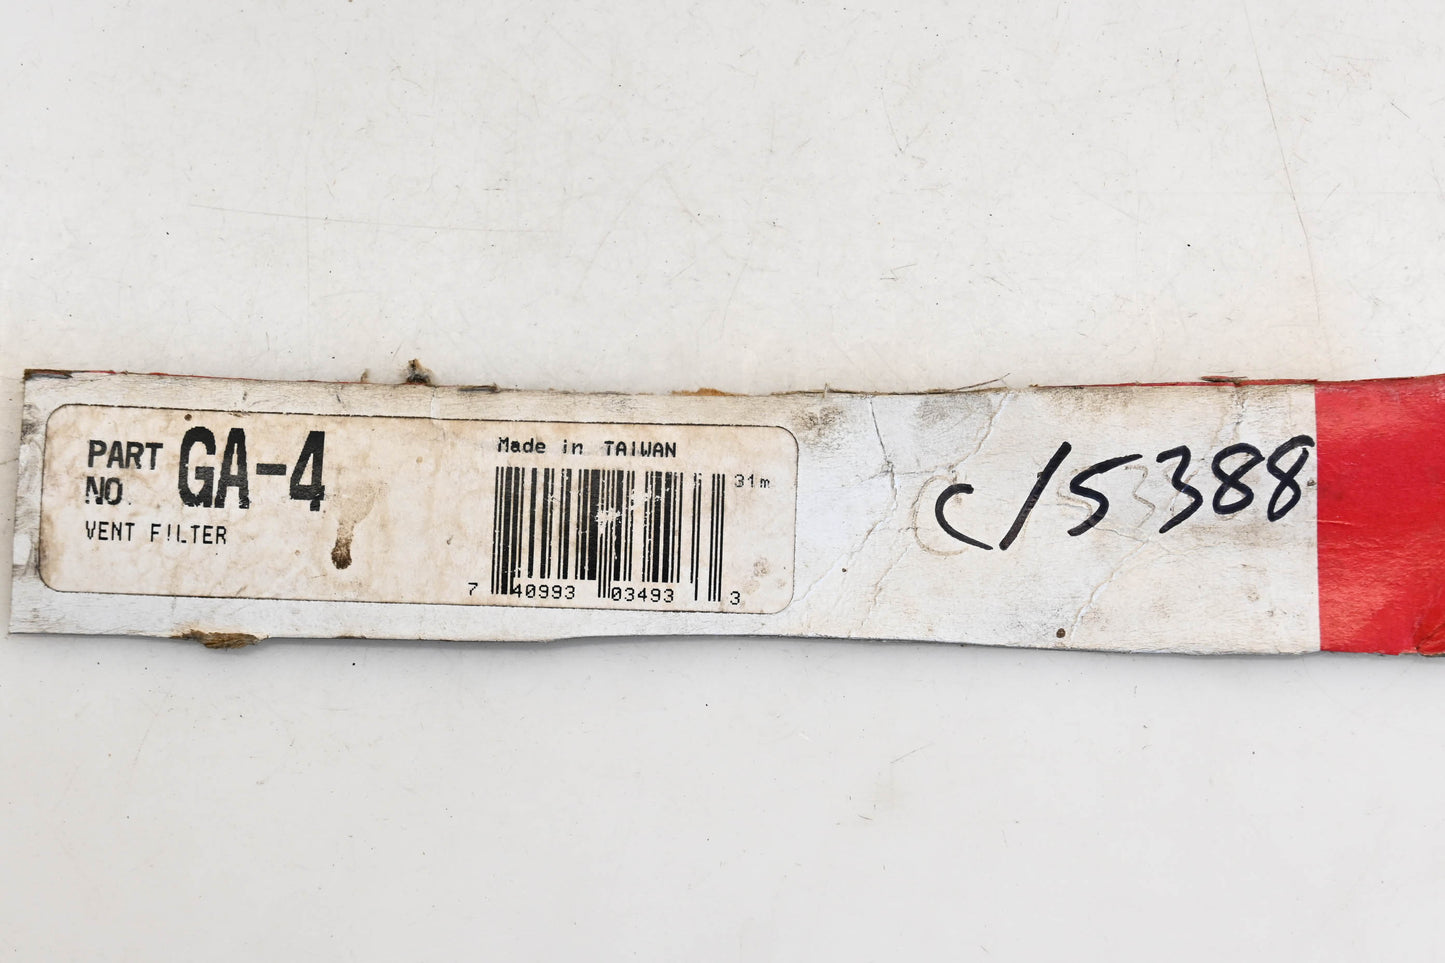 PART NO. GA-4
VENT FILTER
Made in TAIWAN
31m
7 40993 03493 3
c/5388